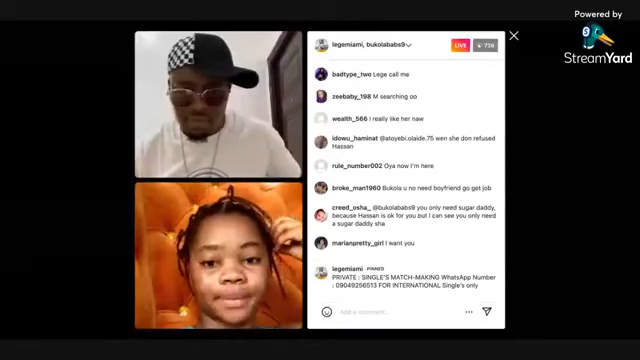 Powered by
StreamYard
legemiami, bukolababs9
LIVE
726
badtype_two Lege call me
zeebaby_198 M searching oo
wealth_566 I really like her naw
idowu_haminat @atoyebi.olaide.75 wen she don refused
Hassan
rule_number002 Oya now I'm here
broke_man1960 Bukola u no need boyfriend go get job
creed_osha_ @bukolababs9 you only need sugar daddy,
because Hassan is ok for you but I can see you only need
a sugar daddy sha
marianpretty_girl I want you
legemiami · PINNED
PRIVATE : SINGLE'S MATCH-MAKING WhatsApp Number
: 09049256513 FOR INTERNATIONAL Single's only
Add a comment...